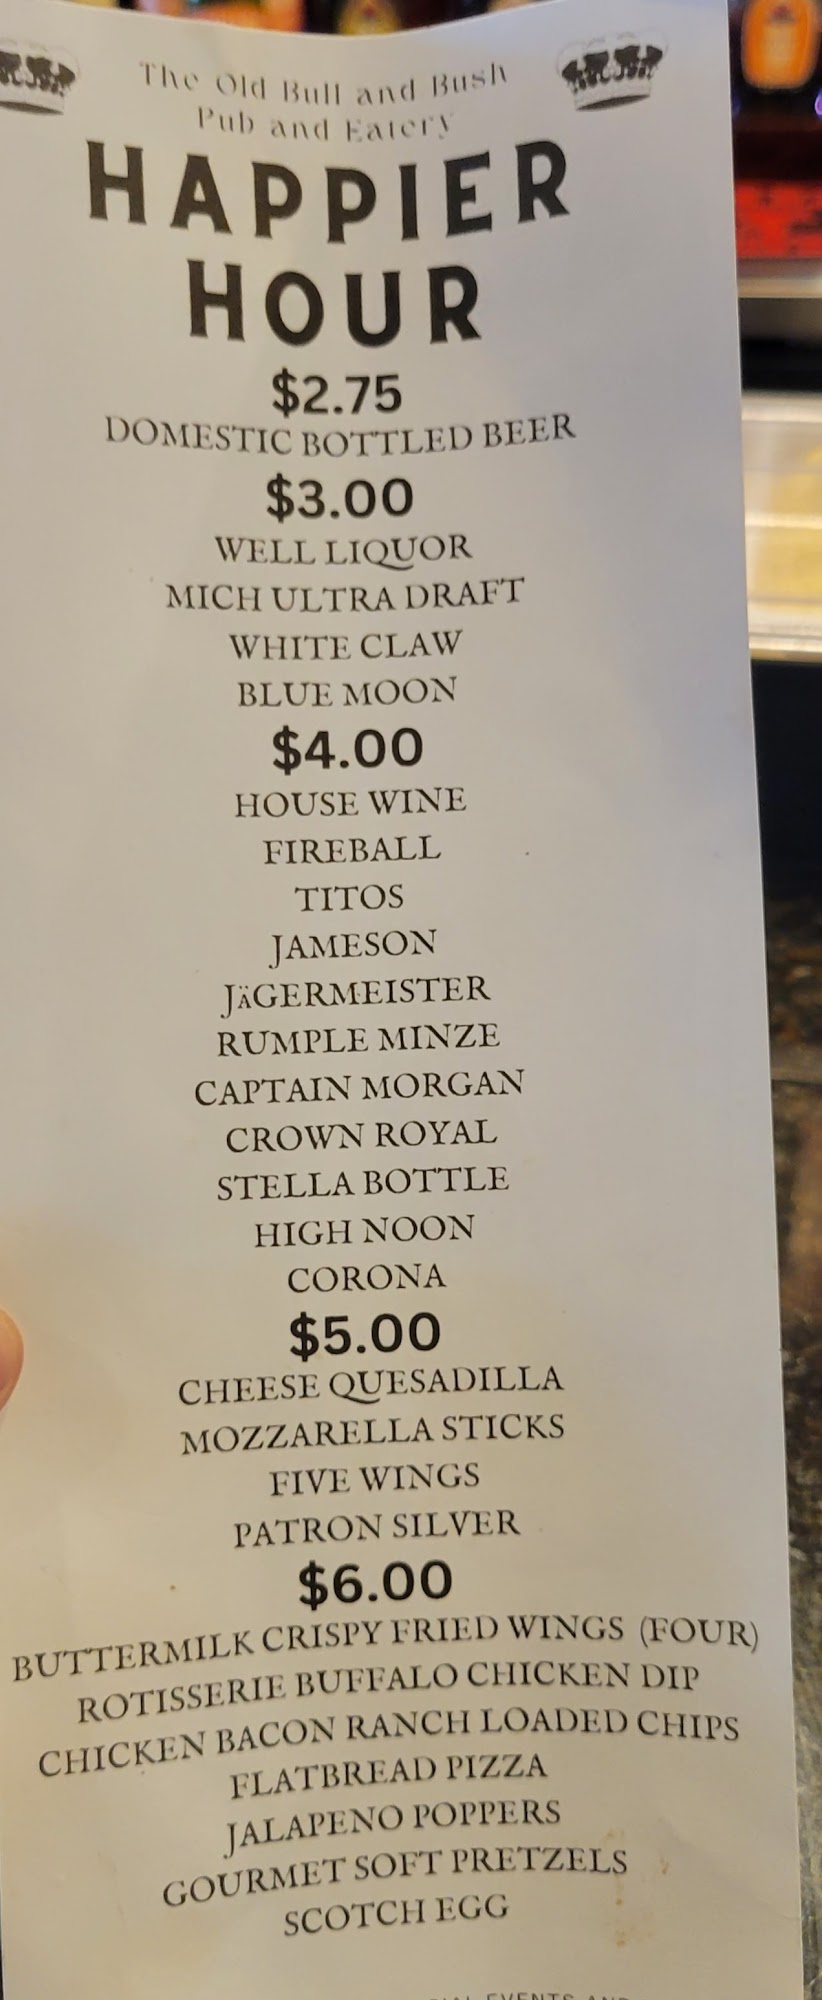 The Old Bull and Bush
Pub and Eatery
HAPPIER
HOUR
$2.75
DOMESTIC BOTTLED BEER
$3.00
WELL LIQUOR
MICH ULTRA DRAFT
WHITE CLAW
BLUE MOON
$4.00
HOUSE WINE
FIREBALL
TITOS
JAMESON
JÄGERMEISTER
RUMPLE MINZE
CAPTAIN MORGAN
CROWN ROYAL
STELLA BOTTLE
HIGH NOON
CORONA
$5.00
CHEESE QUESADILLA
MOZZARELLA STICKS
FIVE WINGS
PATRON SILVER
$6.00
BUTTERMILK CRISPY FRIED WINGS (FOUR)
ROTISSERIE BUFFALO CHICKEN DIP
CHICKEN BACON RANCH LOADED CHIPS
FLATBREAD PIZZA
JALAPENO POPPERS
GOURMET SOFT PRETZELS
SCOTCH EGG
EVENTS AND